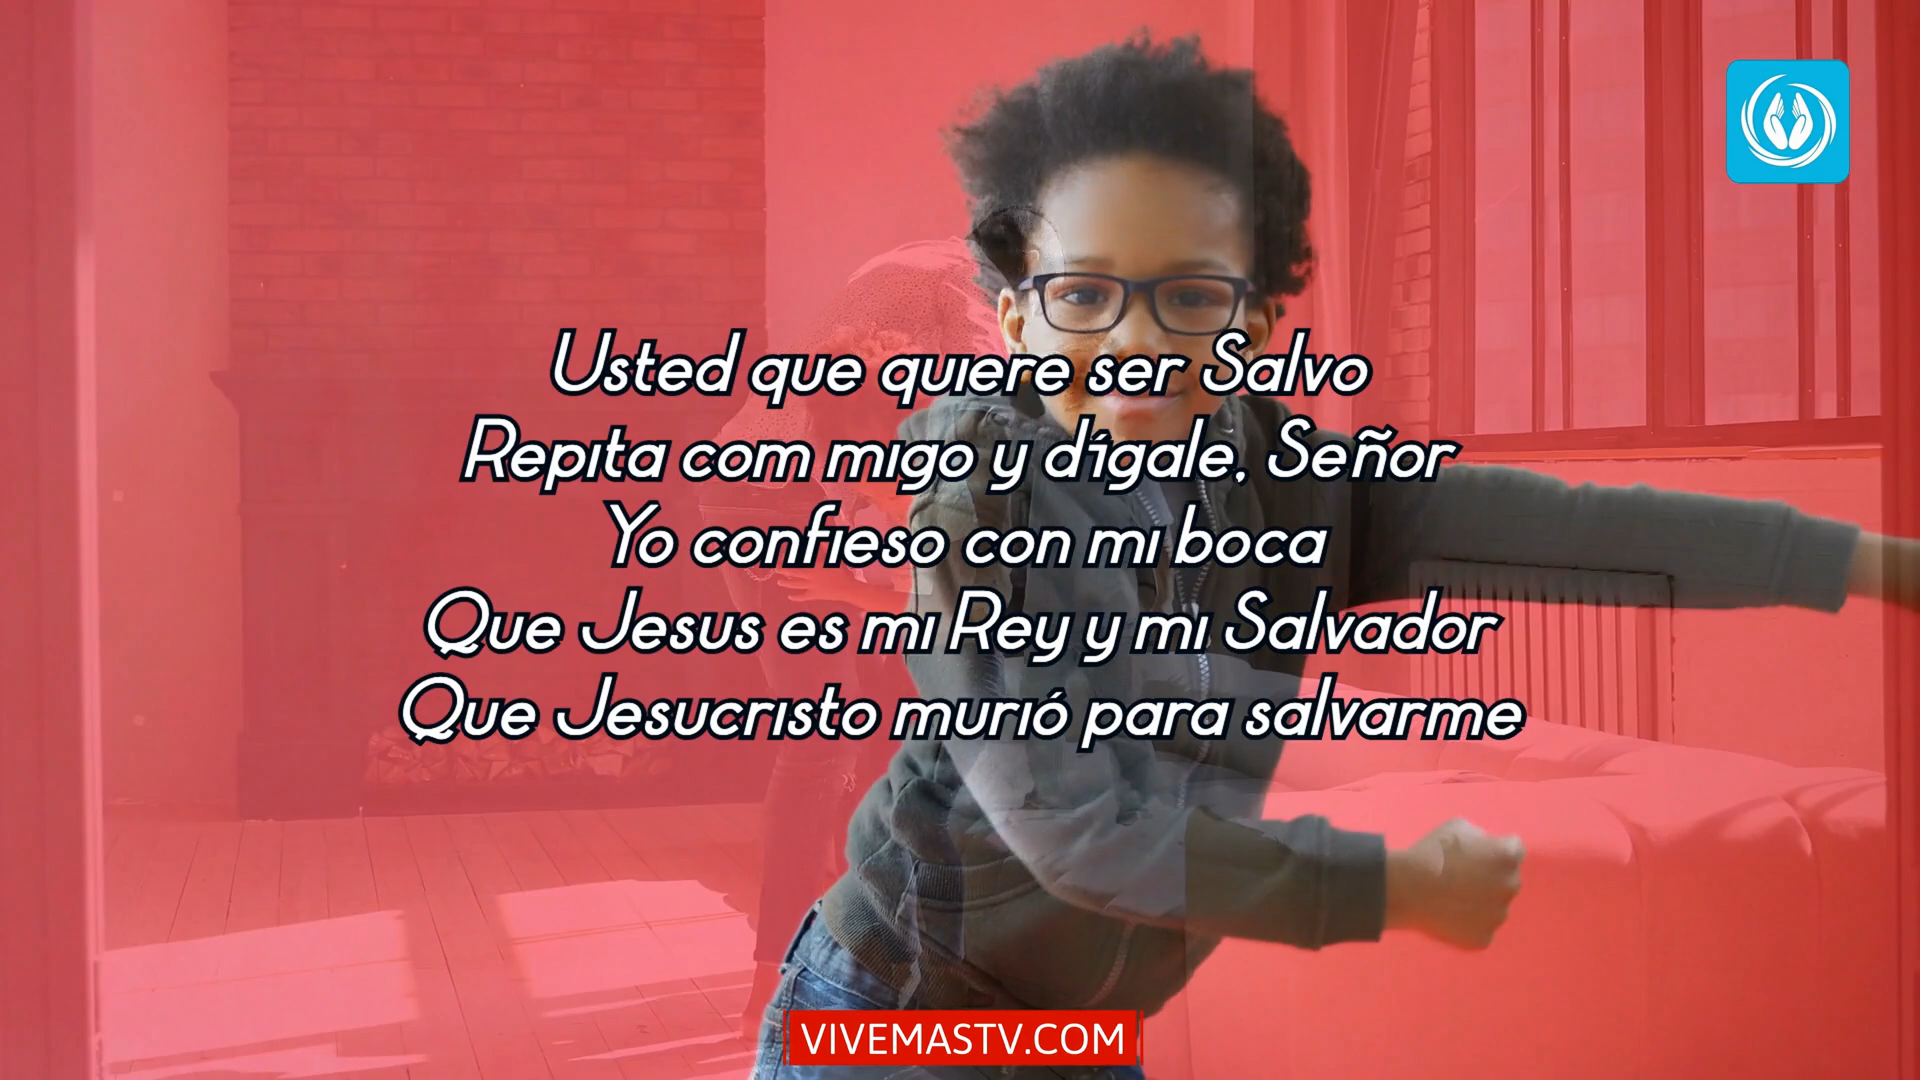 Usted que quiere ser Salvo
Repita com migo y dígale, Señor
Yo confieso con mi boca
Que Jesus es mi Rey y mi Salvador
Que Jesucristo murió para salvarme
VIVEMASTV.COM